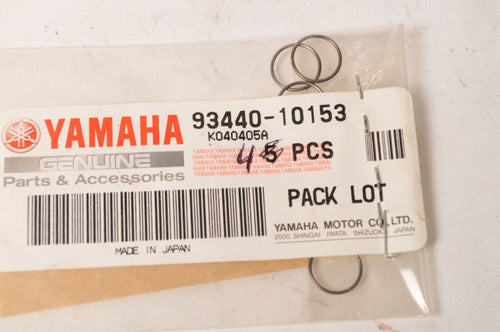 YAMAHA 93440-10153
K040405A
GENUINE 45 PCS
Parts & Accessories
PACK LOT
YAMAHA MOTOR CO., LTD.
2500 SHINGAI IWATA SHIZUOKA JAPAN
MADE IN JAPAN